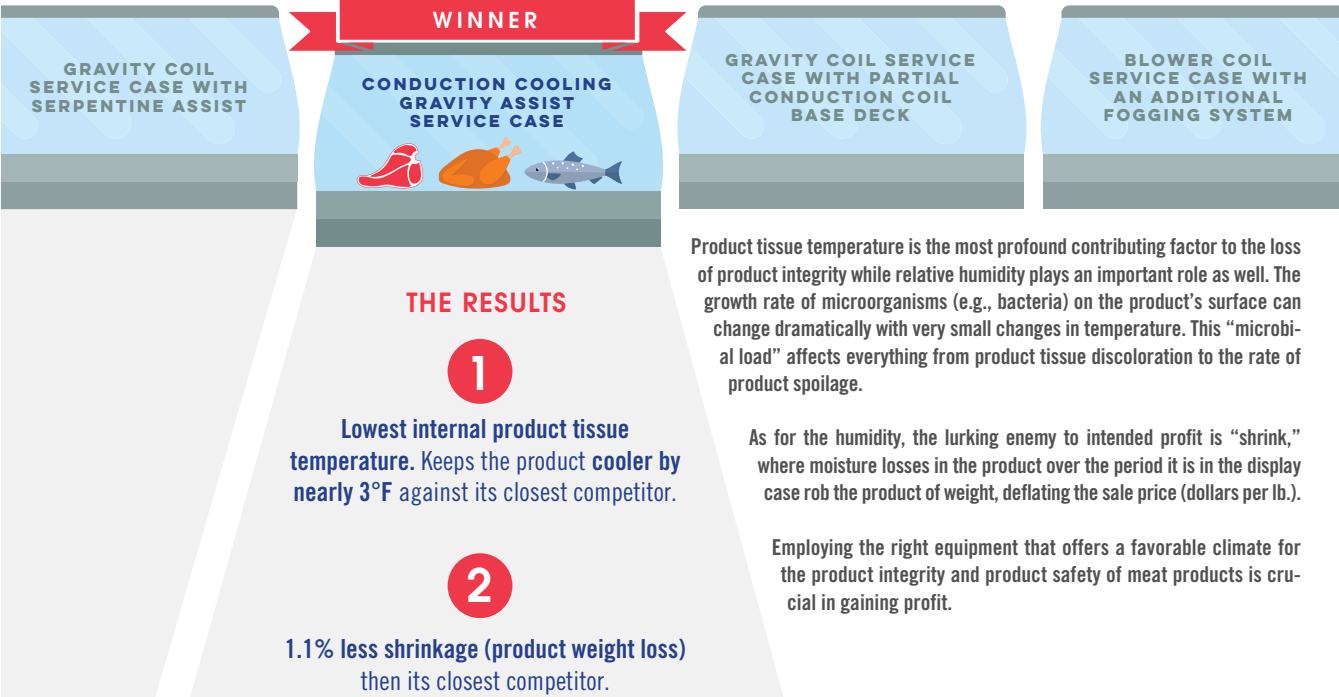 WINNER
GRAVITY COIL
SERVICE CASE WITH
SERPENTINE ASSIST
CONDUCTION COOLING
GRAVITY ASSIST
SERVICE CASE
GRAVITY COIL SERVICE
CASE WITH PARTIAL
CONDUCTION COIL
BASE DECK
BLOWER COIL
SERVICE CASE WITH
AN ADDITIONAL
FOGGING SYSTEM
THE RESULTS
1
Lowest internal product tissue
temperature. Keeps the product cooler by
nearly 3°F against its closest competitor.
2
1.1% less shrinkage (product weight loss)
then its closest competitor.
Product tissue temperature is the most profound contributing factor to the loss
of product integrity while relative humidity plays an important role as well. The
growth rate of microorganisms (e.g., bacteria) on the product's surface can
change dramatically with very small changes in temperature. This “microbi-
al load” affects everything from product tissue discoloration to the rate of
product spoilage.
As for the humidity, the lurking enemy to intended profit is “shrink,”
where moisture losses in the product over the period it is in the display
case rob the product of weight, deflating the sale price (dollars per lb.).
Employing the right equipment that offers a favorable climate for
the product integrity and product safety of meat products is cru-
cial in gaining profit.